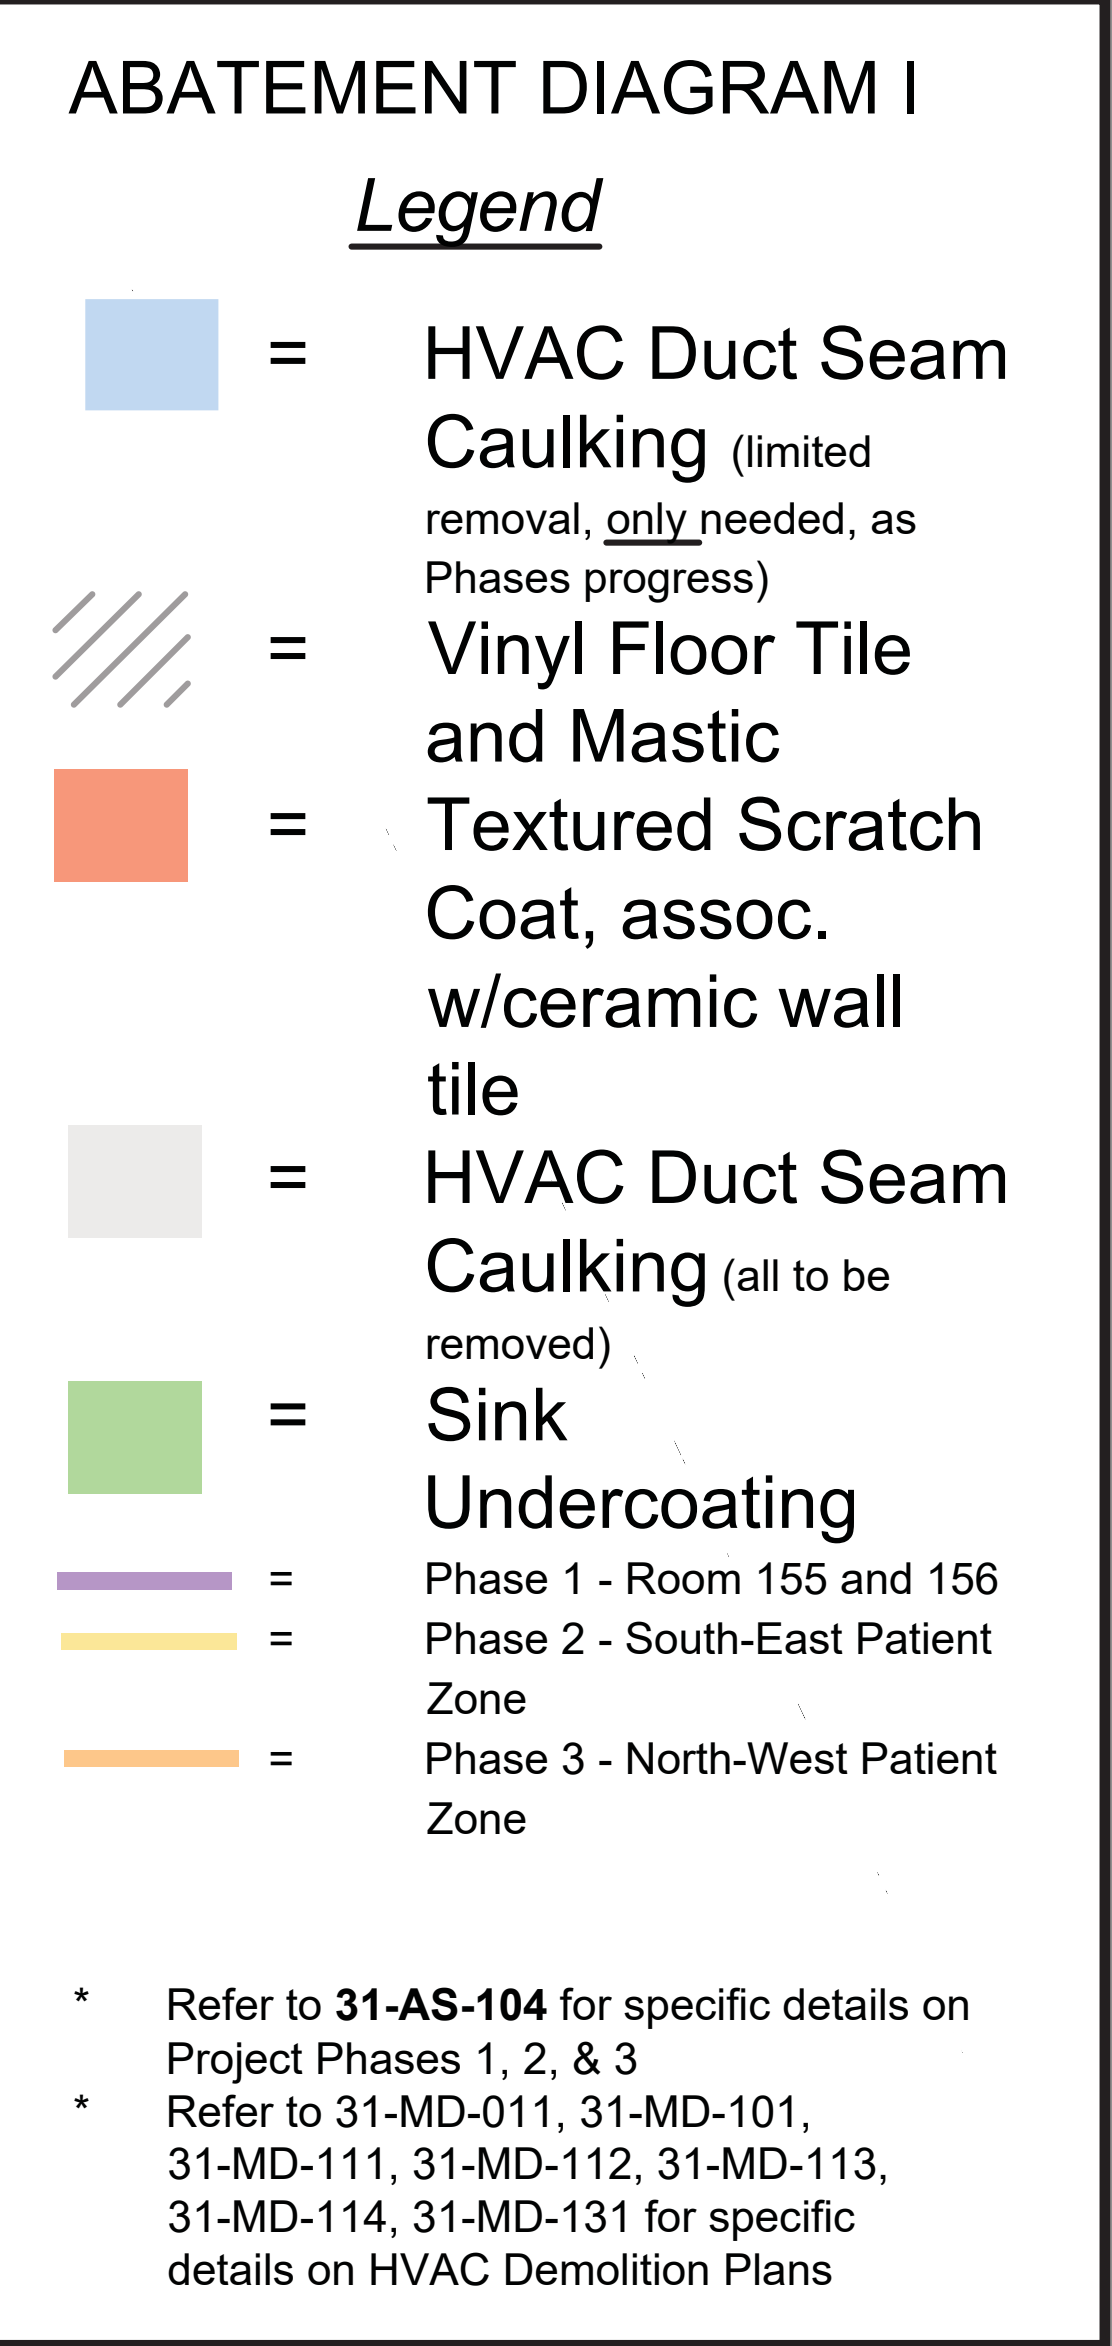 ABATEMENT DIAGRAM I
Legend
= HVAC Duct Seam
Caulking (limited
removal, only needed, as
Phases progress)
= Vinyl Floor Tile
and Mastic
= Textured Scratch
Coat, assoc.
w/ceramic wall
tile
= HVAC Duct Seam
Caulking (all to be
removed)
= Sink
Undercoating
= Phase 1 - Room 155 and 156
= Phase 2 - South-East Patient
Zone
= Phase 3 - North-West Patient
Zone
* Refer to 31-AS-104 for specific details on
Project Phases 1, 2, & 3
* Refer to 31-MD-011, 31-MD-101,
31-MD-111, 31-MD-112, 31-MD-113,
31-MD-114, 31-MD-131 for specific
details on HVAC Demolition Plans